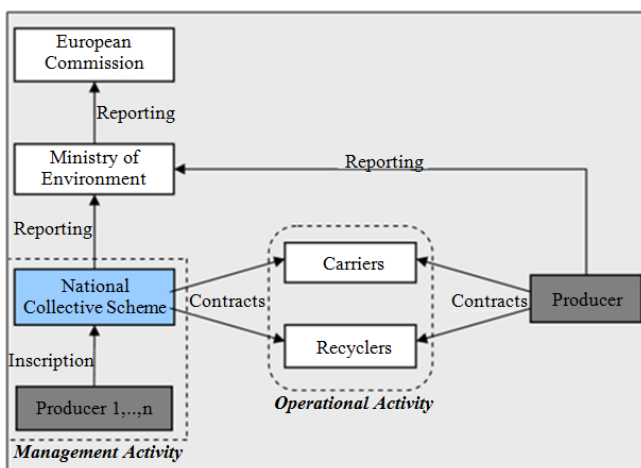 European
Commission
Reporting
Ministry of
Environment
Reporting
Reporting
National
Collective Scheme
Contracts
Carriers
Contracts
Producer
Recyclers
Inscription
Producer 1,..,n
Operational Activity
Management Activity